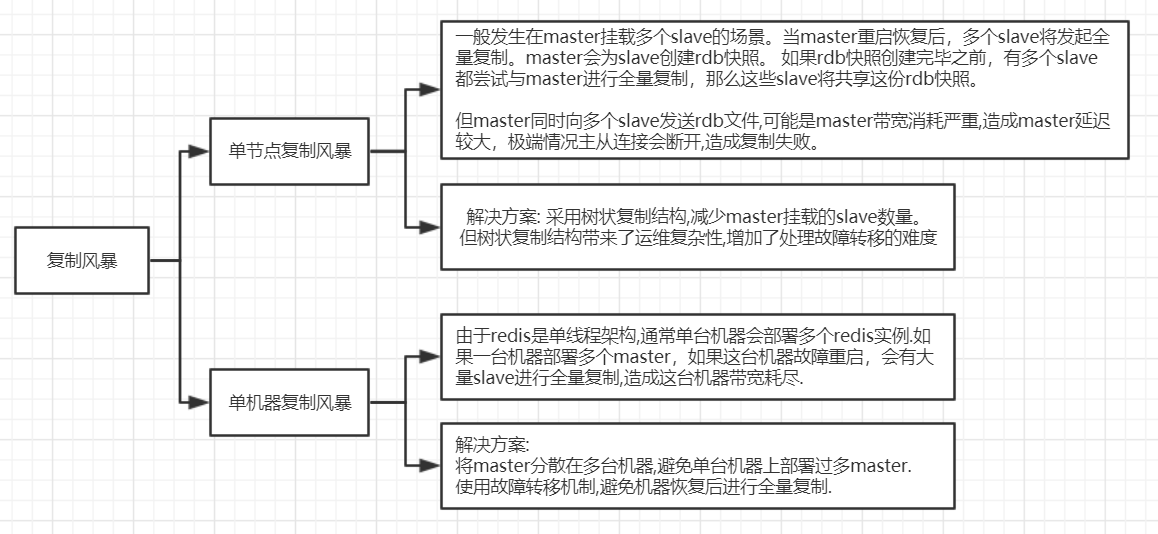 复制风暴
单节点复制风暴
一般发生在master挂载多个slave的场景。当master重启恢复后，多个slave将发起全
量复制。master会为slave创建rdb快照。 如果rdb快照创建完毕之前，有多个slave
都尝试与master进行全量复制，那么这些slave将共享这份rdb快照。
但master同时向多个slave发送rdb文件,可能是master带宽消耗严重,造成master延迟
较大，极端情况主从连接会断开,造成复制失败。
解决方案: 采用树状复制结构,减少master挂载的slave数量。
但树状复制结构带来了运维复杂性,增加了处理故障转移的难度
单机器复制风暴
由于redis是单线程架构,通常单台机器会部署多个redis实例.如
果一台机器部署多个master，如果这台机器故障重启，会有大
量slave进行全量复制,造成这台机器带宽耗尽.
解决方案:
将master分散在多台机器,避免单台机器上部署过多master.
使用故障转移机制,避免机器恢复后进行全量复制.